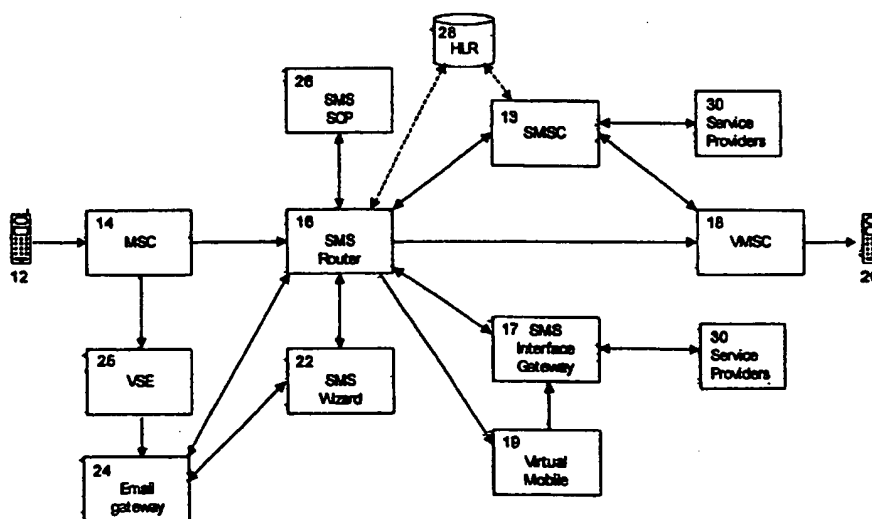 28
HLR
26
SMS
SCP
13
SMSC
30
Service
Providers
12
14
MSC
16
SMS
Router
18
VMSC
25
VSE
22
SMS
Wizard
17 SMS
Interface
Gateway
30
Service
Providers
24
Email
gateway
19
Virtual
Mobile